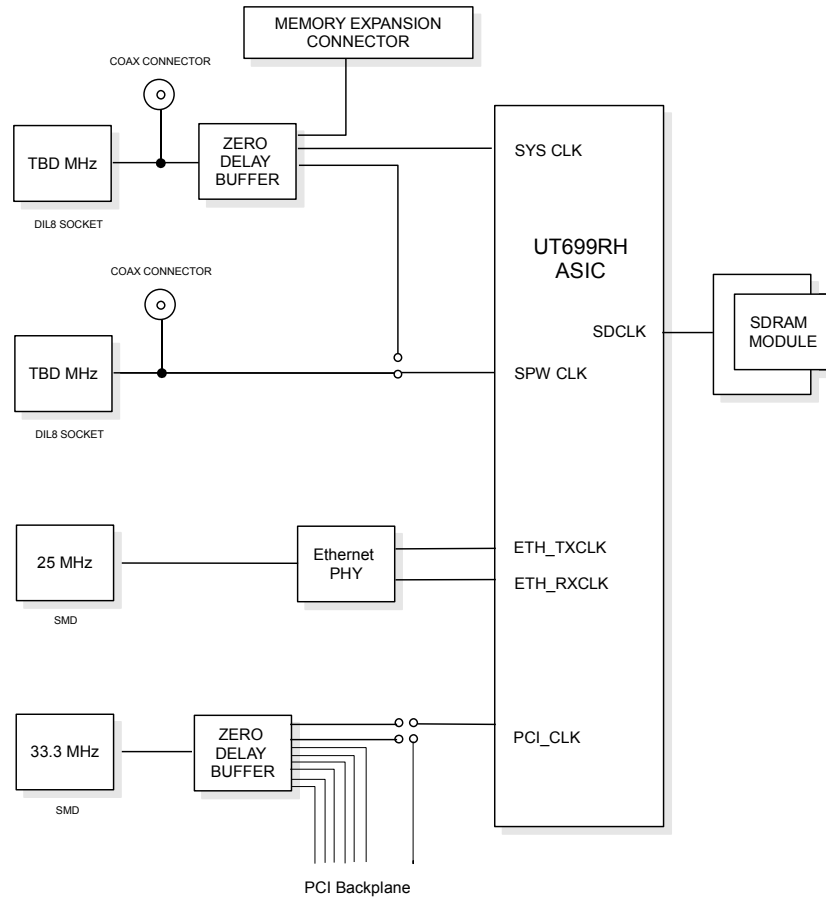 MEMORY EXPANSION
CONNECTOR
COAX CONNECTOR
TBD MHz
DIL8 SOCKET
ZERO
DELAY
BUFFER
SYS CLK
UT699RH
ASIC
COAX CONNECTOR
TBD MHz
DIL8 SOCKET
SPW CLK
SDCLK
SDRAM
MODULE
25 MHz
SMD
Ethernet
PHY
ETH_TXCLK
ETH_RXCLK
33.3 MHz
SMD
ZERO
DELAY
BUFFER
PCI_CLK
PCI Backplane